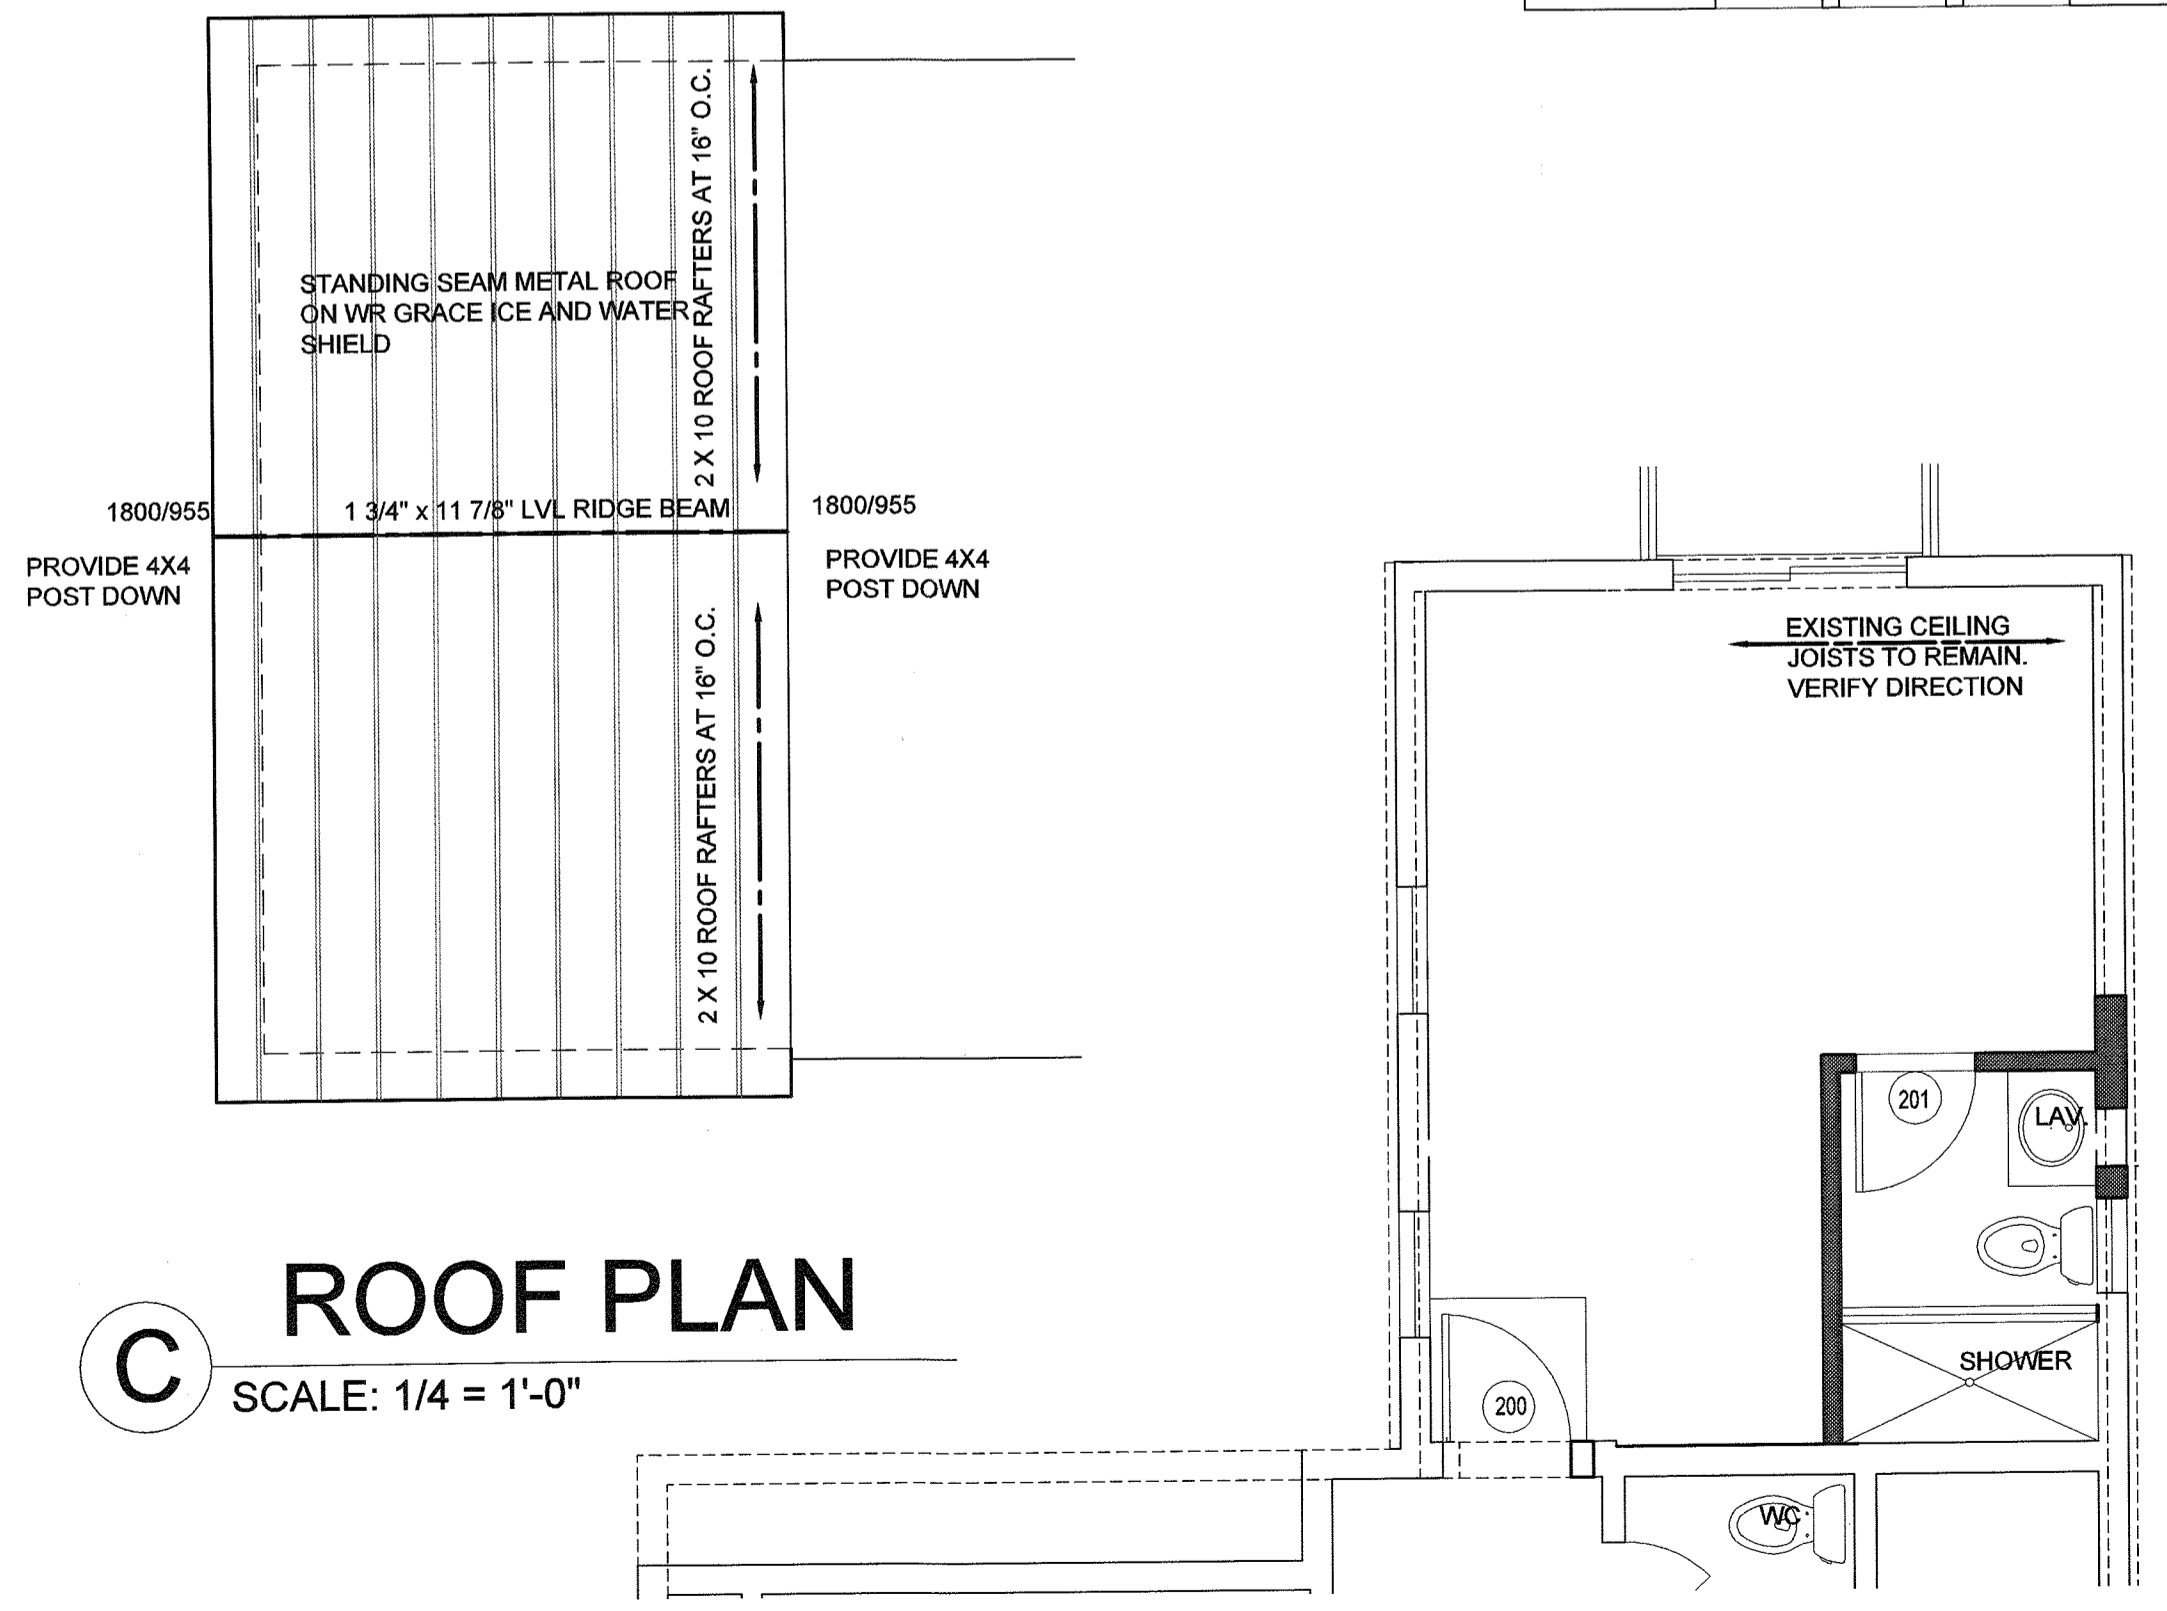 2 X 10 ROOF RAFTERS AT 16" O.C.
STANDING SEAM METAL ROOF
ON WR GRACE ICE AND WATER
SHIELD
1800/955
1 3/4" x 11 7/8" LVL RIDGE BEAM
1800/955
PROVIDE 4X4
POST DOWN
PROVIDE 4X4
POST DOWN
2 X 10 ROOF RAFTERS AT 16" O.C.
EXISTING CEILING
JOISTS TO REMAIN.
VERIFY DIRECTION
201
LAV.
SHOWER
200
WC
C
ROOF PLAN
SCALE: 1/4 = 1'-0"